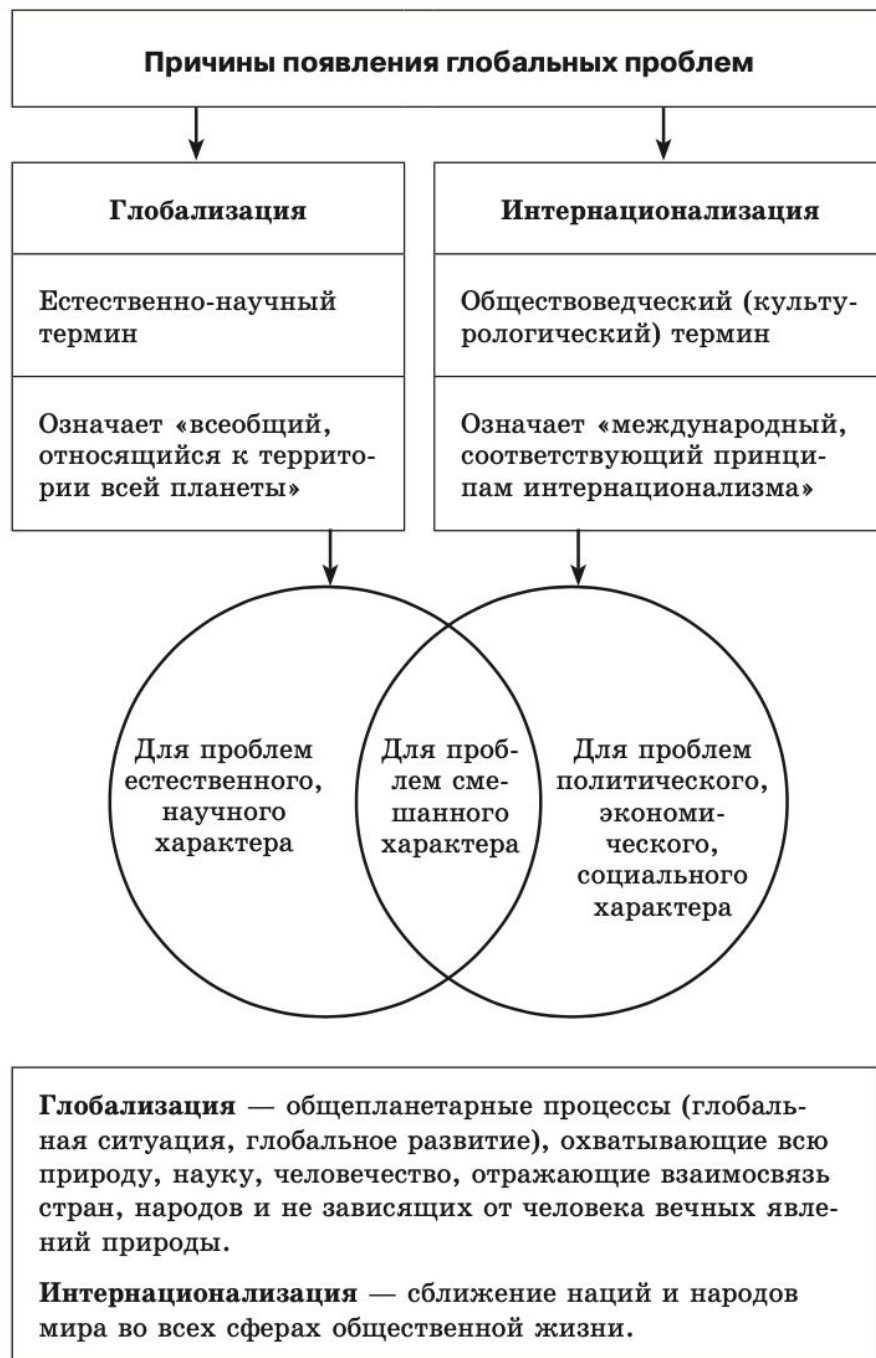 Причины появления глобальных проблем
Глобализация
Интернационализация
Естественно-научный
термин
Обществоведческий (культу-
рологический) термин
Означает «всеобщий,
относящийся к террито-
рии всей планеты»
Означает «международный,
соответствующий принци-
пам интернационализма»
Для проблем
естественного,
научного
характера
Для проб-
лем сме-
шанного
характера
Для проблем
политического,
экономи-
ческого,
социального
характера
Глобализация — общепланетарные процессы (глобаль-
ная ситуация, глобальное развитие), охватывающие всю
природу, науку, человечество, отражающие взаимосвязь
стран, народов и не зависящих от человека вечных явле-
ний природы.
Интернационализация — сближение наций и народов
мира во всех сферах общественной жизни.